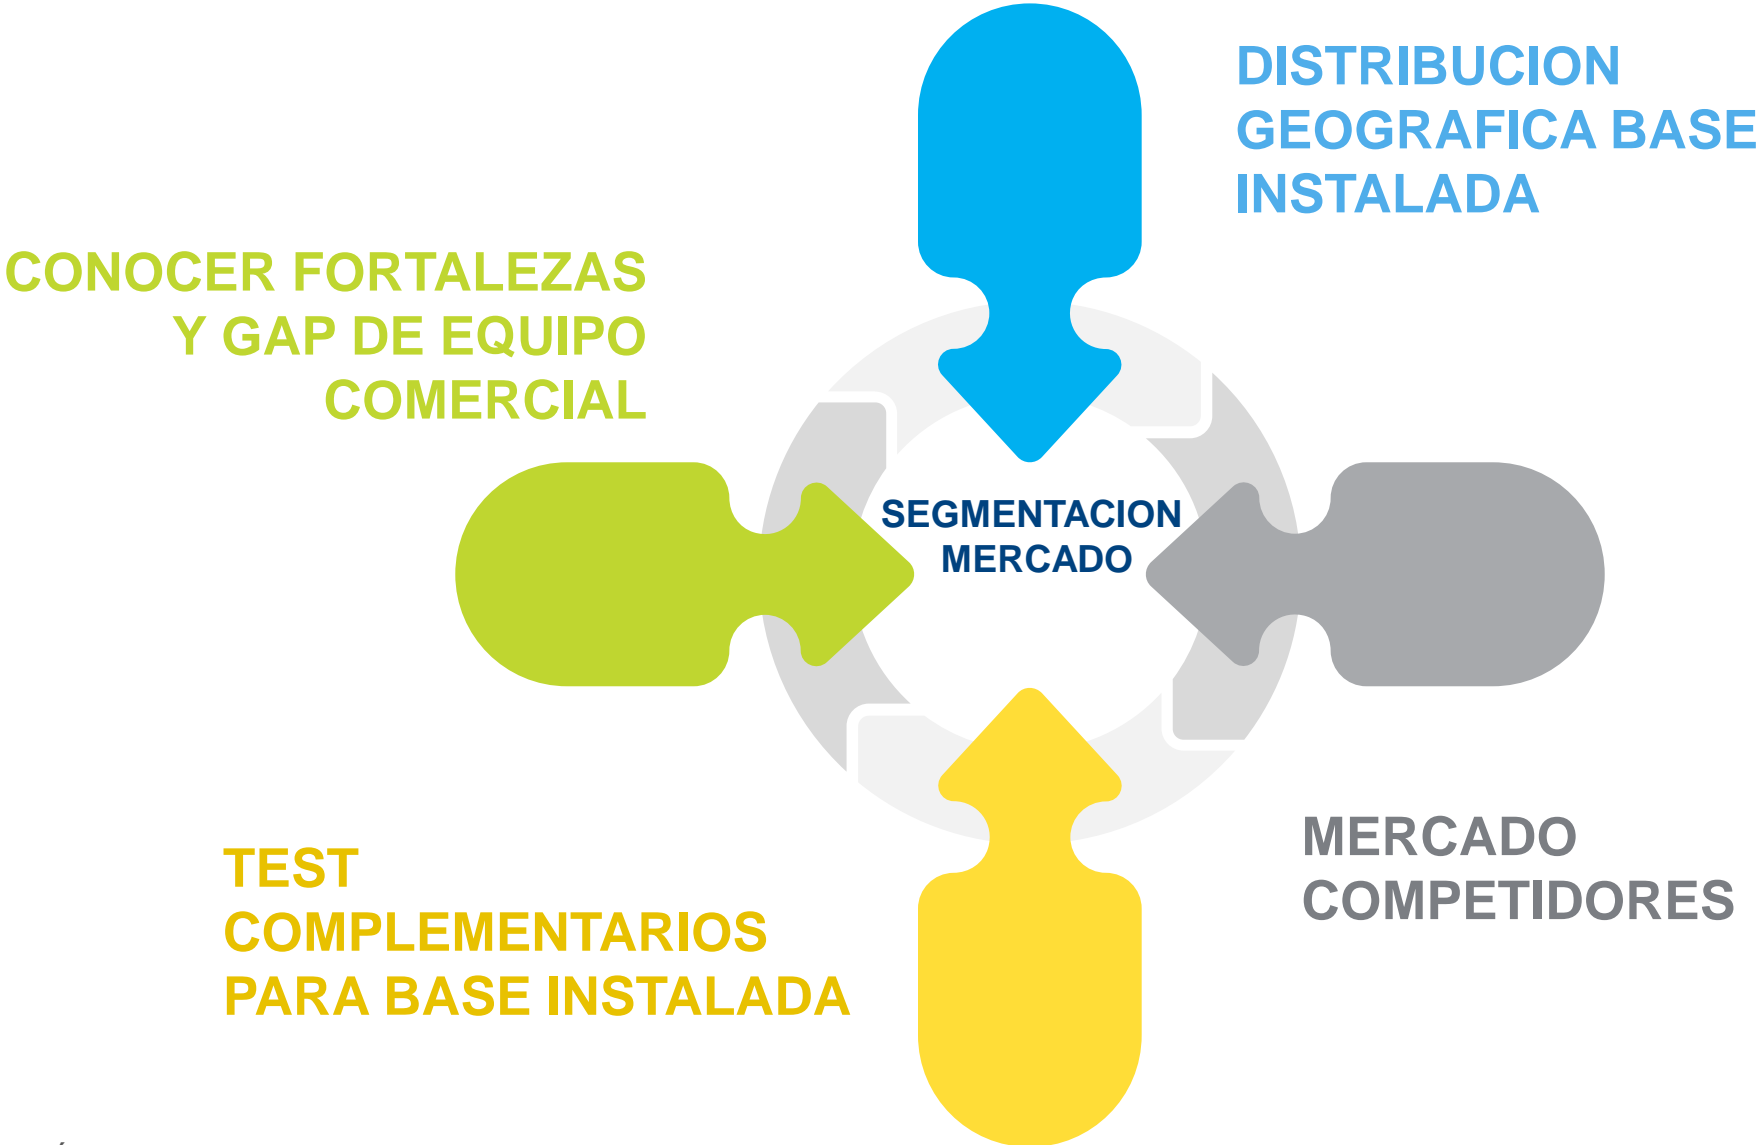 DISTRIBUCION
GEOGRAFICA BASE
INSTALADA
CONOCER FORTALEZAS
Y GAP DE EQUIPO
COMERCIAL
SEGMENTACION
MERCADO
MERCADO
COMPETIDORES
TEST
COMPLEMENTARIOS
PARA BASE INSTALADA